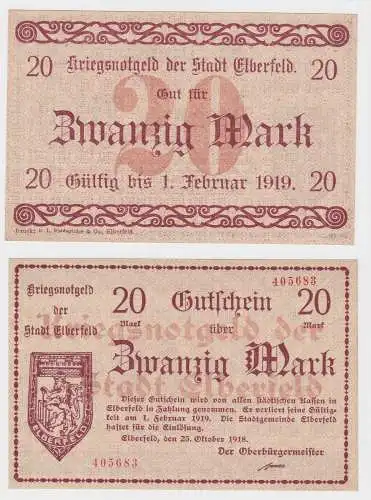 20 Kriegsnotgeld der Stadt Elberfeld. 20
Gut für
20
Zwanzig Mark
20 Gültig bis 1. Februar 1919. 20
Elberfeld.
405683
Kriegsnotgeld
der
Stadt Elberfeld
20 Gutschein 20
Mark über Mark
Kriegsnotgeld der
Zwanzig Mark
Stadt Elberfeld
Dieser Gutschein wird von allen städtischen Kassen in
Elberfeld in Zahlung genommen. Er verliert seine Gültig-
keit am 1. Februar 1919. Die Stadtgemeinde Elberfeld
haftet für die Einlösung.
Elberfeld, den 25. Oktober 1918.
Der Oberbürgermeister
ELBERFELD
405683